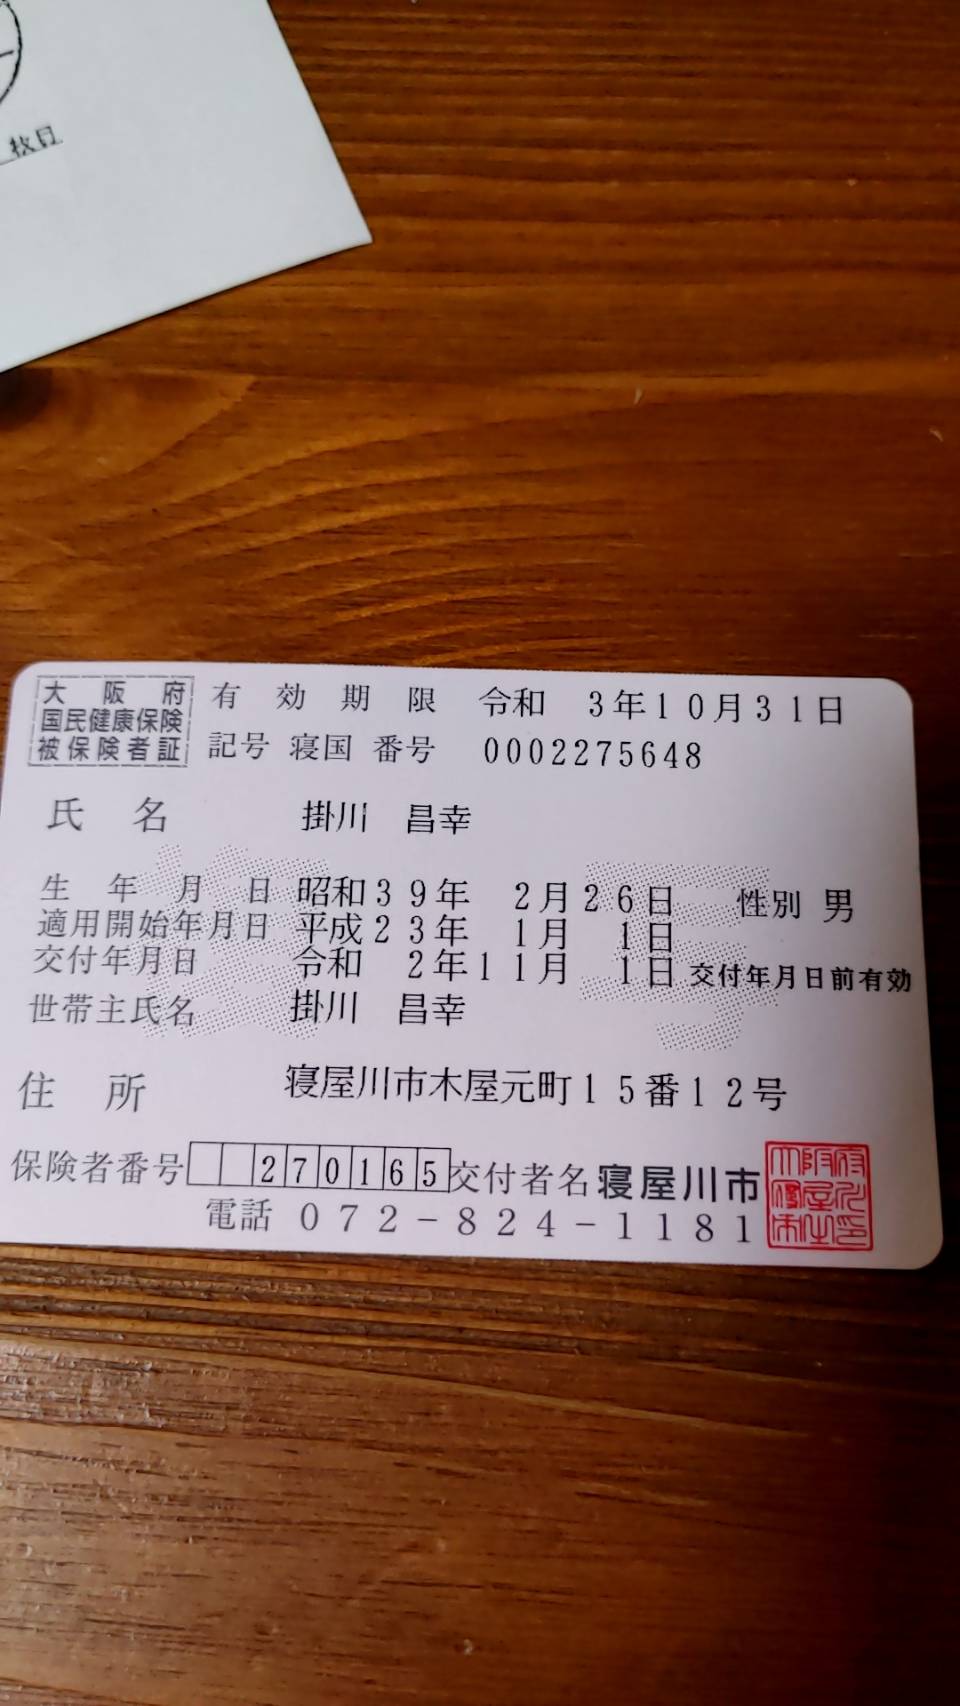 枚目
大阪府
国民健康保険
被保険者証
有効期限 令和 3年10月31日
記号 寝国 番号 0002275648
氏名 掛川 昌幸
生年月日 昭和39年 2月26日 性別 男
適用開始年月日 平成23年 1月 1日
交付年月日 令和 2年11月 1日 交付年月日前有効
世帯主氏名 掛川 昌幸
住所 寝屋川市木屋元町15番12号
保険者番号 270165 交付者名 寝屋川市
電話 072-824-1181